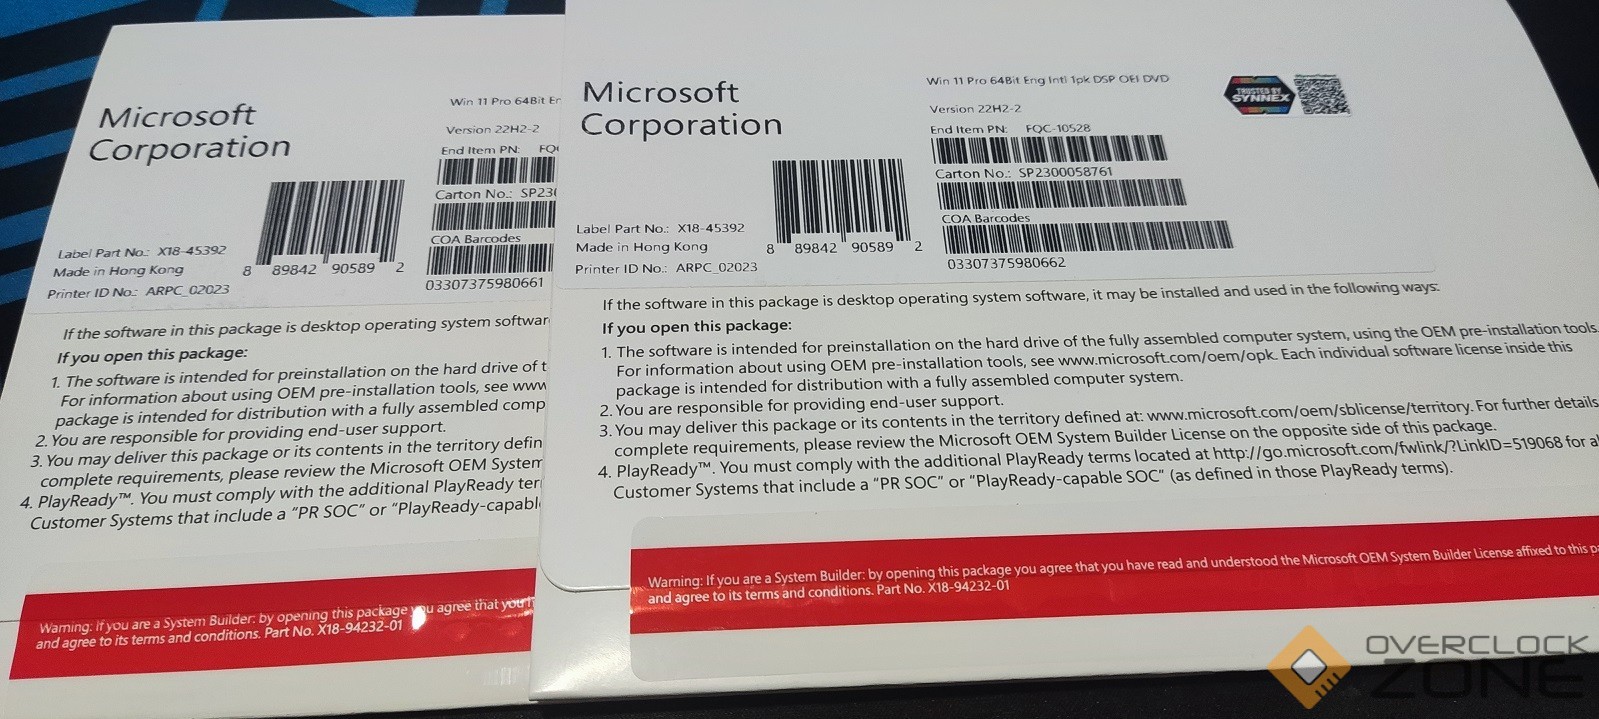 Microsoft
Corporation
Win 11 Pro 64Bit
Version 22H2-2
End Item PN:
Carton No.:
COA Barcodes
03307375980661
Label Part No.: X18-45392
Made in Hong Kong
Printer ID No.: ARPC_02023
8 89842 90589 2
If the software in this package is desktop operating system
If you open this package:
1. The software is intended for preinstallation on the hard drive of
For information about using OEM pre-installation tools, see
package is intended for distribution with a fully assembled
2. You are responsible for providing end-user support.
3. You may deliver this package or its contents in the territory
complete requirements, please review the Microsoft OEM System
4. PlayReady™. You must comply with the additional PlayReady
Customer Systems that include a "PR SOC" or
Warning: If you are a System Builder: by opening this package you agree that you
and agree to its terms and conditions. Part No. X18-94232-01
Microsoft
Corporation
Win 11 Pro 64Bit Eng Intl 1pk DSP OEI DVD
Version 22H2-2
End Item PN: FQC-10528
Carton No.: SP2300058761
COA Barcodes
03307375980662
TRUSTED BY
SYNNEX
Label Part No.: X18-45392
Made in Hong Kong
Printer ID No.: ARPC_02023
8 89842 90589 2
If the software in this package is desktop operating system software, it may be installed and used in the following ways:
If you open this package:
1. The software is intended for preinstallation on the hard drive of the fully assembled computer system, using the OEM pre-installation tools.
For information about using OEM pre-installation tools, see www.microsoft.com/oem/opk. Each individual software license inside this
package is intended for distribution with a fully assembled computer system.
2. You are responsible for providing end-user support.
3. You may deliver this package or its contents in the territory defined at: www.microsoft.com/oem/sblicense/territory. For further details
complete requirements, please review the Microsoft OEM System Builder License on the opposite side of this package.
4. PlayReady™. You must comply with the additional PlayReady terms located at http://go.microsoft.com/fwlink/?LinkID=519068 for
Customer Systems that include a "PR SOC" or "PlayReady-capable SOC" (as defined in those PlayReady terms).
Warning: If you are a System Builder: by opening this package you agree that you have read and understood the Microsoft OEM System Builder License affixed to this
and agree to its terms and conditions. Part No. X18-94232-01
OVERCLOCK
ZONE